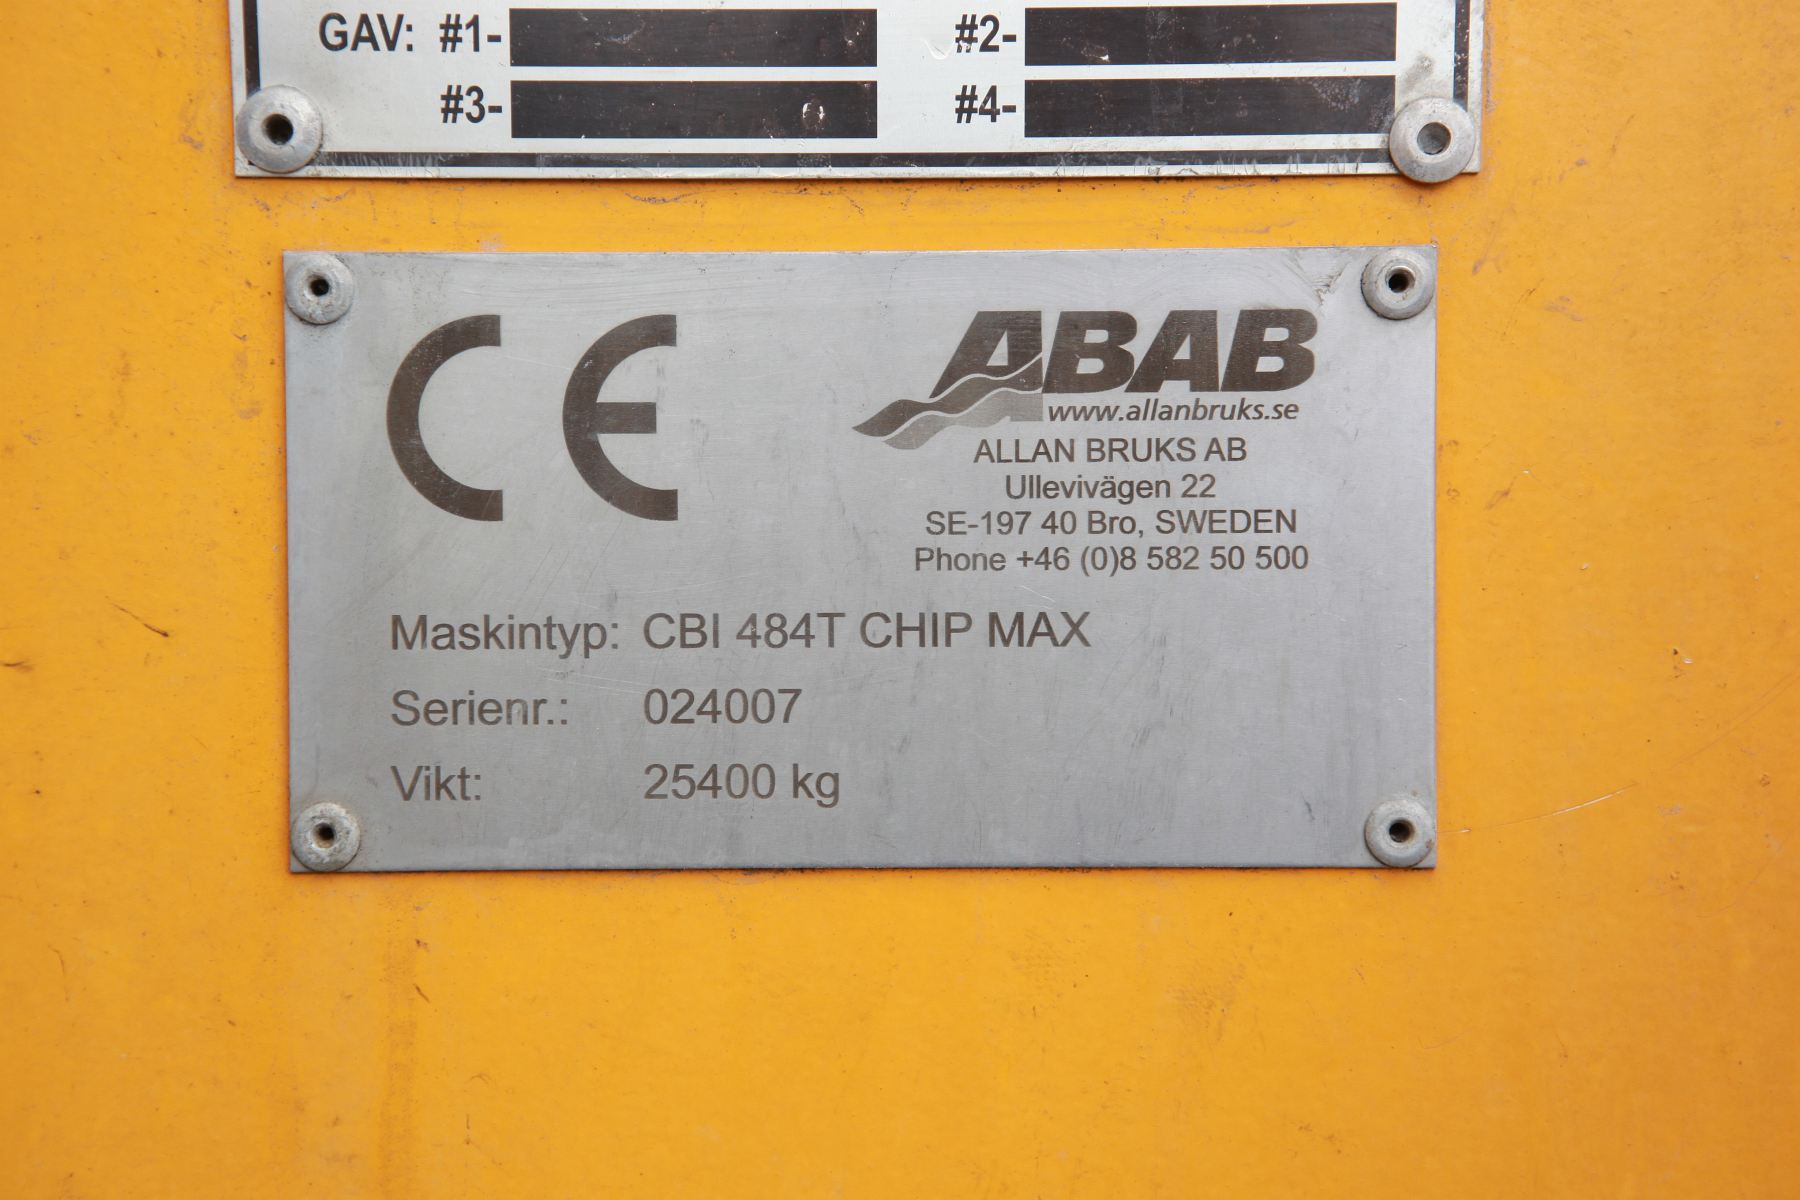 GAV: #1- #2-
#3- #4-
CE
ABAB
www.allanbruks.se
ALLAN BRUKS AB
Ullevivägen 22
SE-197 40 Bro, SWEDEN
Phone +46 (0)8 582 50 500
Maskintyp: CBI 484T CHIP MAX
Serienr.: 024007
Vikt: 25400 kg